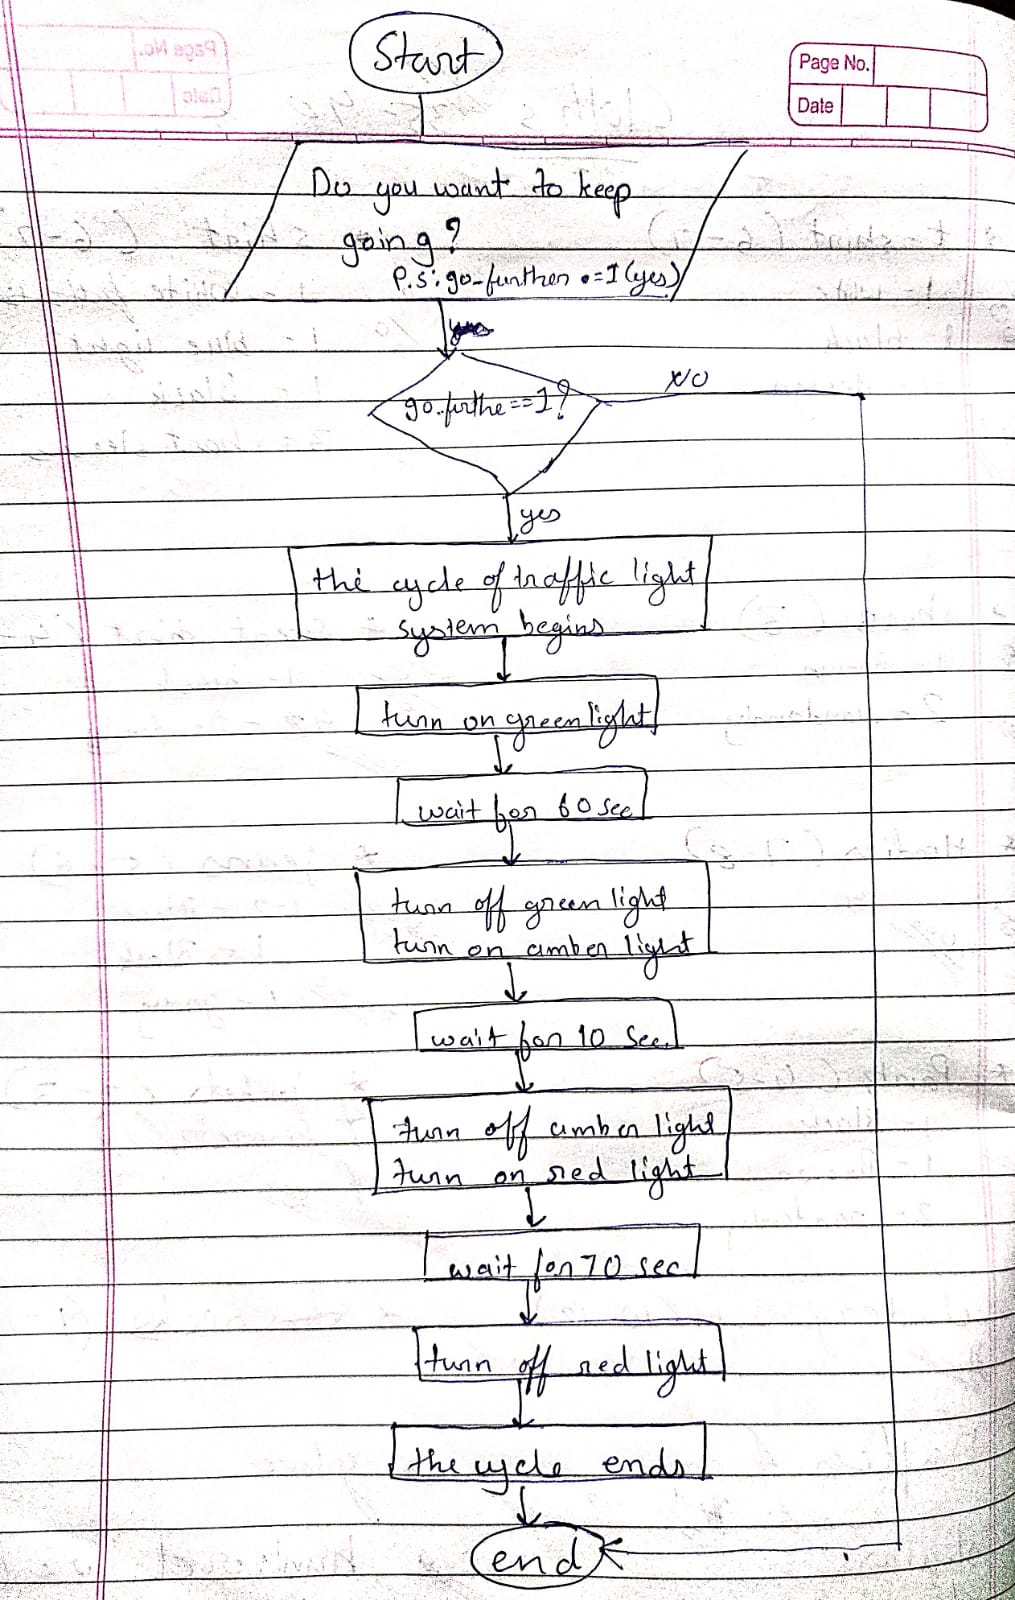 Start
Page No.
Date
Do you want to keep
going?
P.S: go-further = 1 (yes)
go-furthe == 1?
NO
yes
the cycle of traffic light
system begins
turn on green light
wait for 60 sec
turn off green light
turn on amber light
wait for 10 sec.
turn off amber light
turn on red light
wait for 70 sec
turn off red light
the cycle ends
end